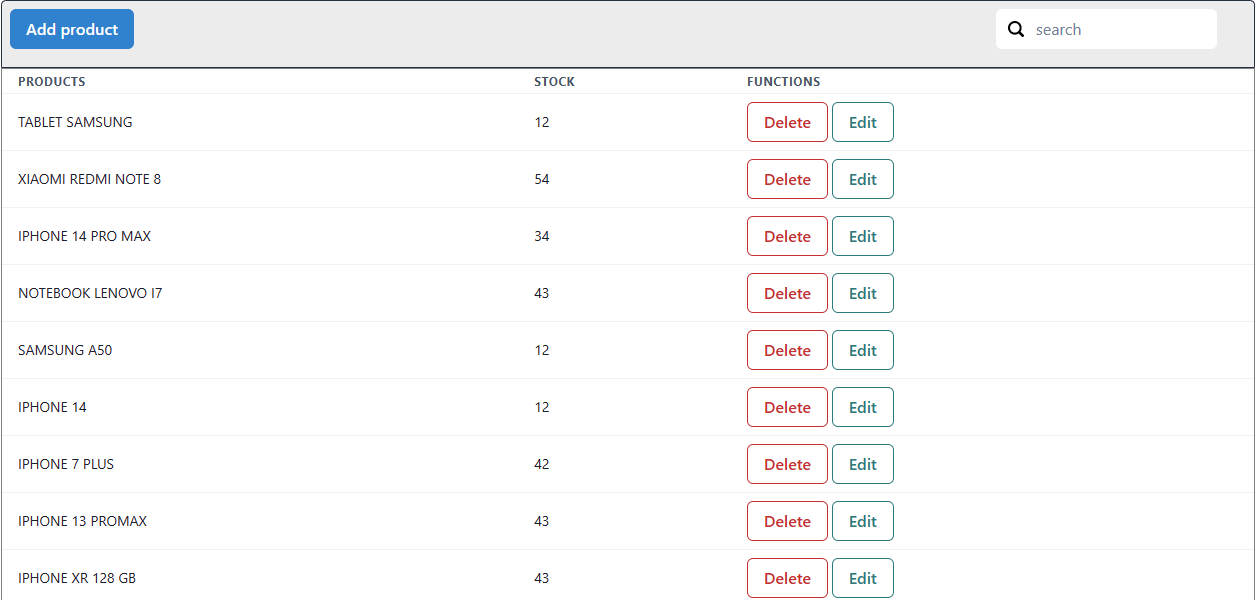 Add product search
PRODUCTS STOCK FUNCTIONS
TABLET SAMSUNG 12 Delete Edit
XIAOMI REDMI NOTE 8 54 Delete Edit
IPHONE 14 PRO MAX 34 Delete Edit
NOTEBOOK LENOVO I7 43 Delete Edit
SAMSUNG A50 12 Delete Edit
IPHONE 14 12 Delete Edit
IPHONE 7 PLUS 42 Delete Edit
IPHONE 13 PROMAX 43 Delete Edit
IPHONE XR 128 GB 43 Delete Edit